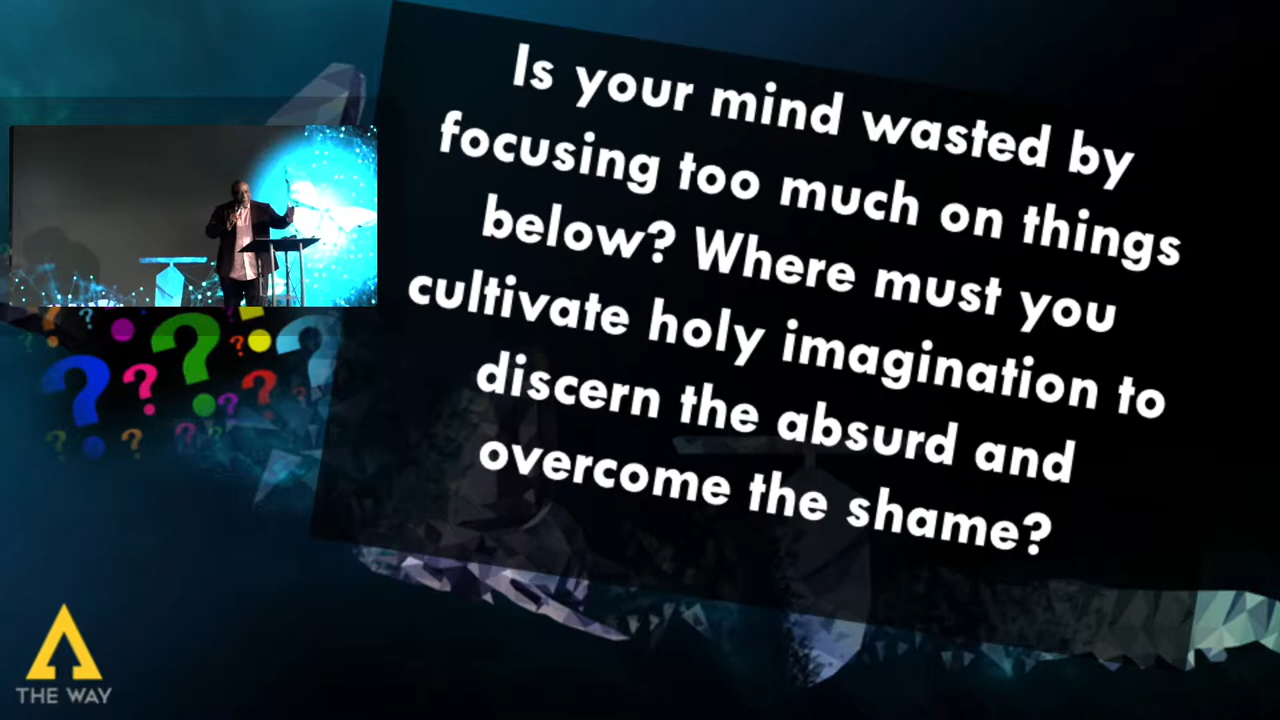 Is your mind wasted by
focusing too much on things
below? Where must you
cultivate holy imagination to
discern the absurd and
overcome the shame?
THE WAY